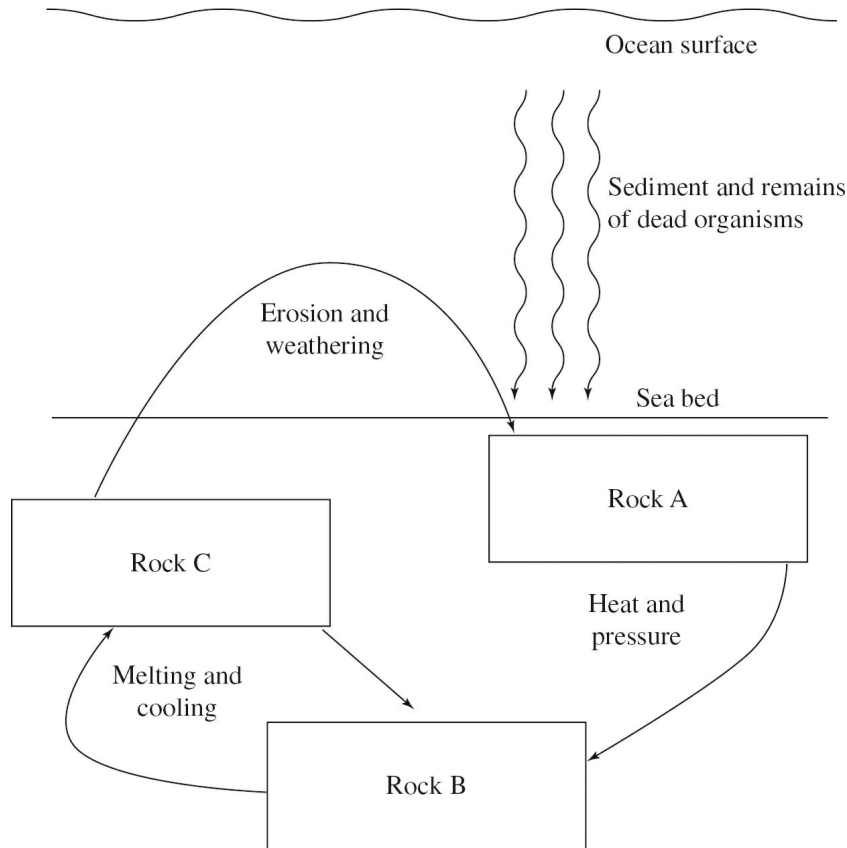 Ocean surface
Sediment and remains
of dead organisms
Erosion and
weathering
Sea bed
Rock A
Rock C
Heat and
pressure
Melting and
cooling
Rock B